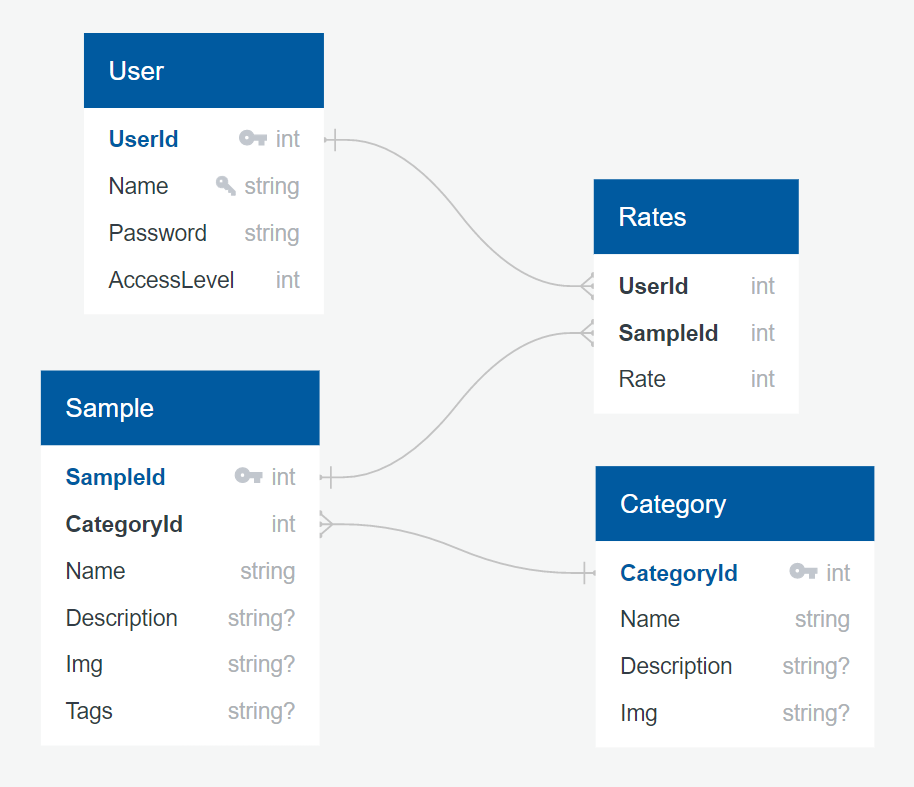 User
UserId int
Name string
Password string
AccessLevel int
Rates
UserId int
SampleId int
Rate int
Sample
SampleId int
CategoryId int
Name string
Description string?
Img string?
Tags string?
Category
CategoryId int
Name string
Description string?
Img string?